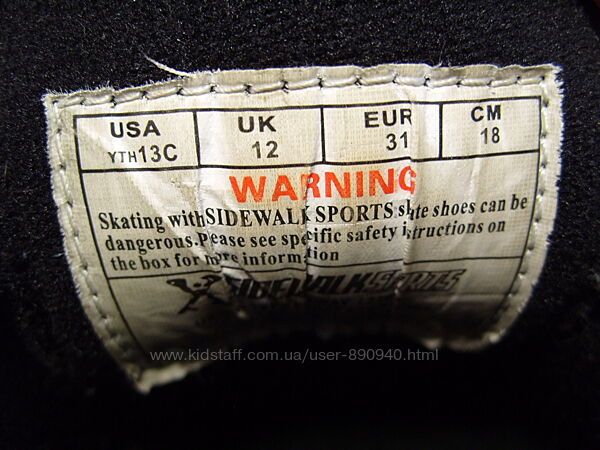 USA UK EUR CM
YTH13C 12 31 18
WARNING
Skating with SIDEWALK SPORTS skate shoes can be
dangerous. Please see specific safety istructions on
the box for more information
SIDEWALKSPORTS
www.kidstaff.com.ua/user-890940.html